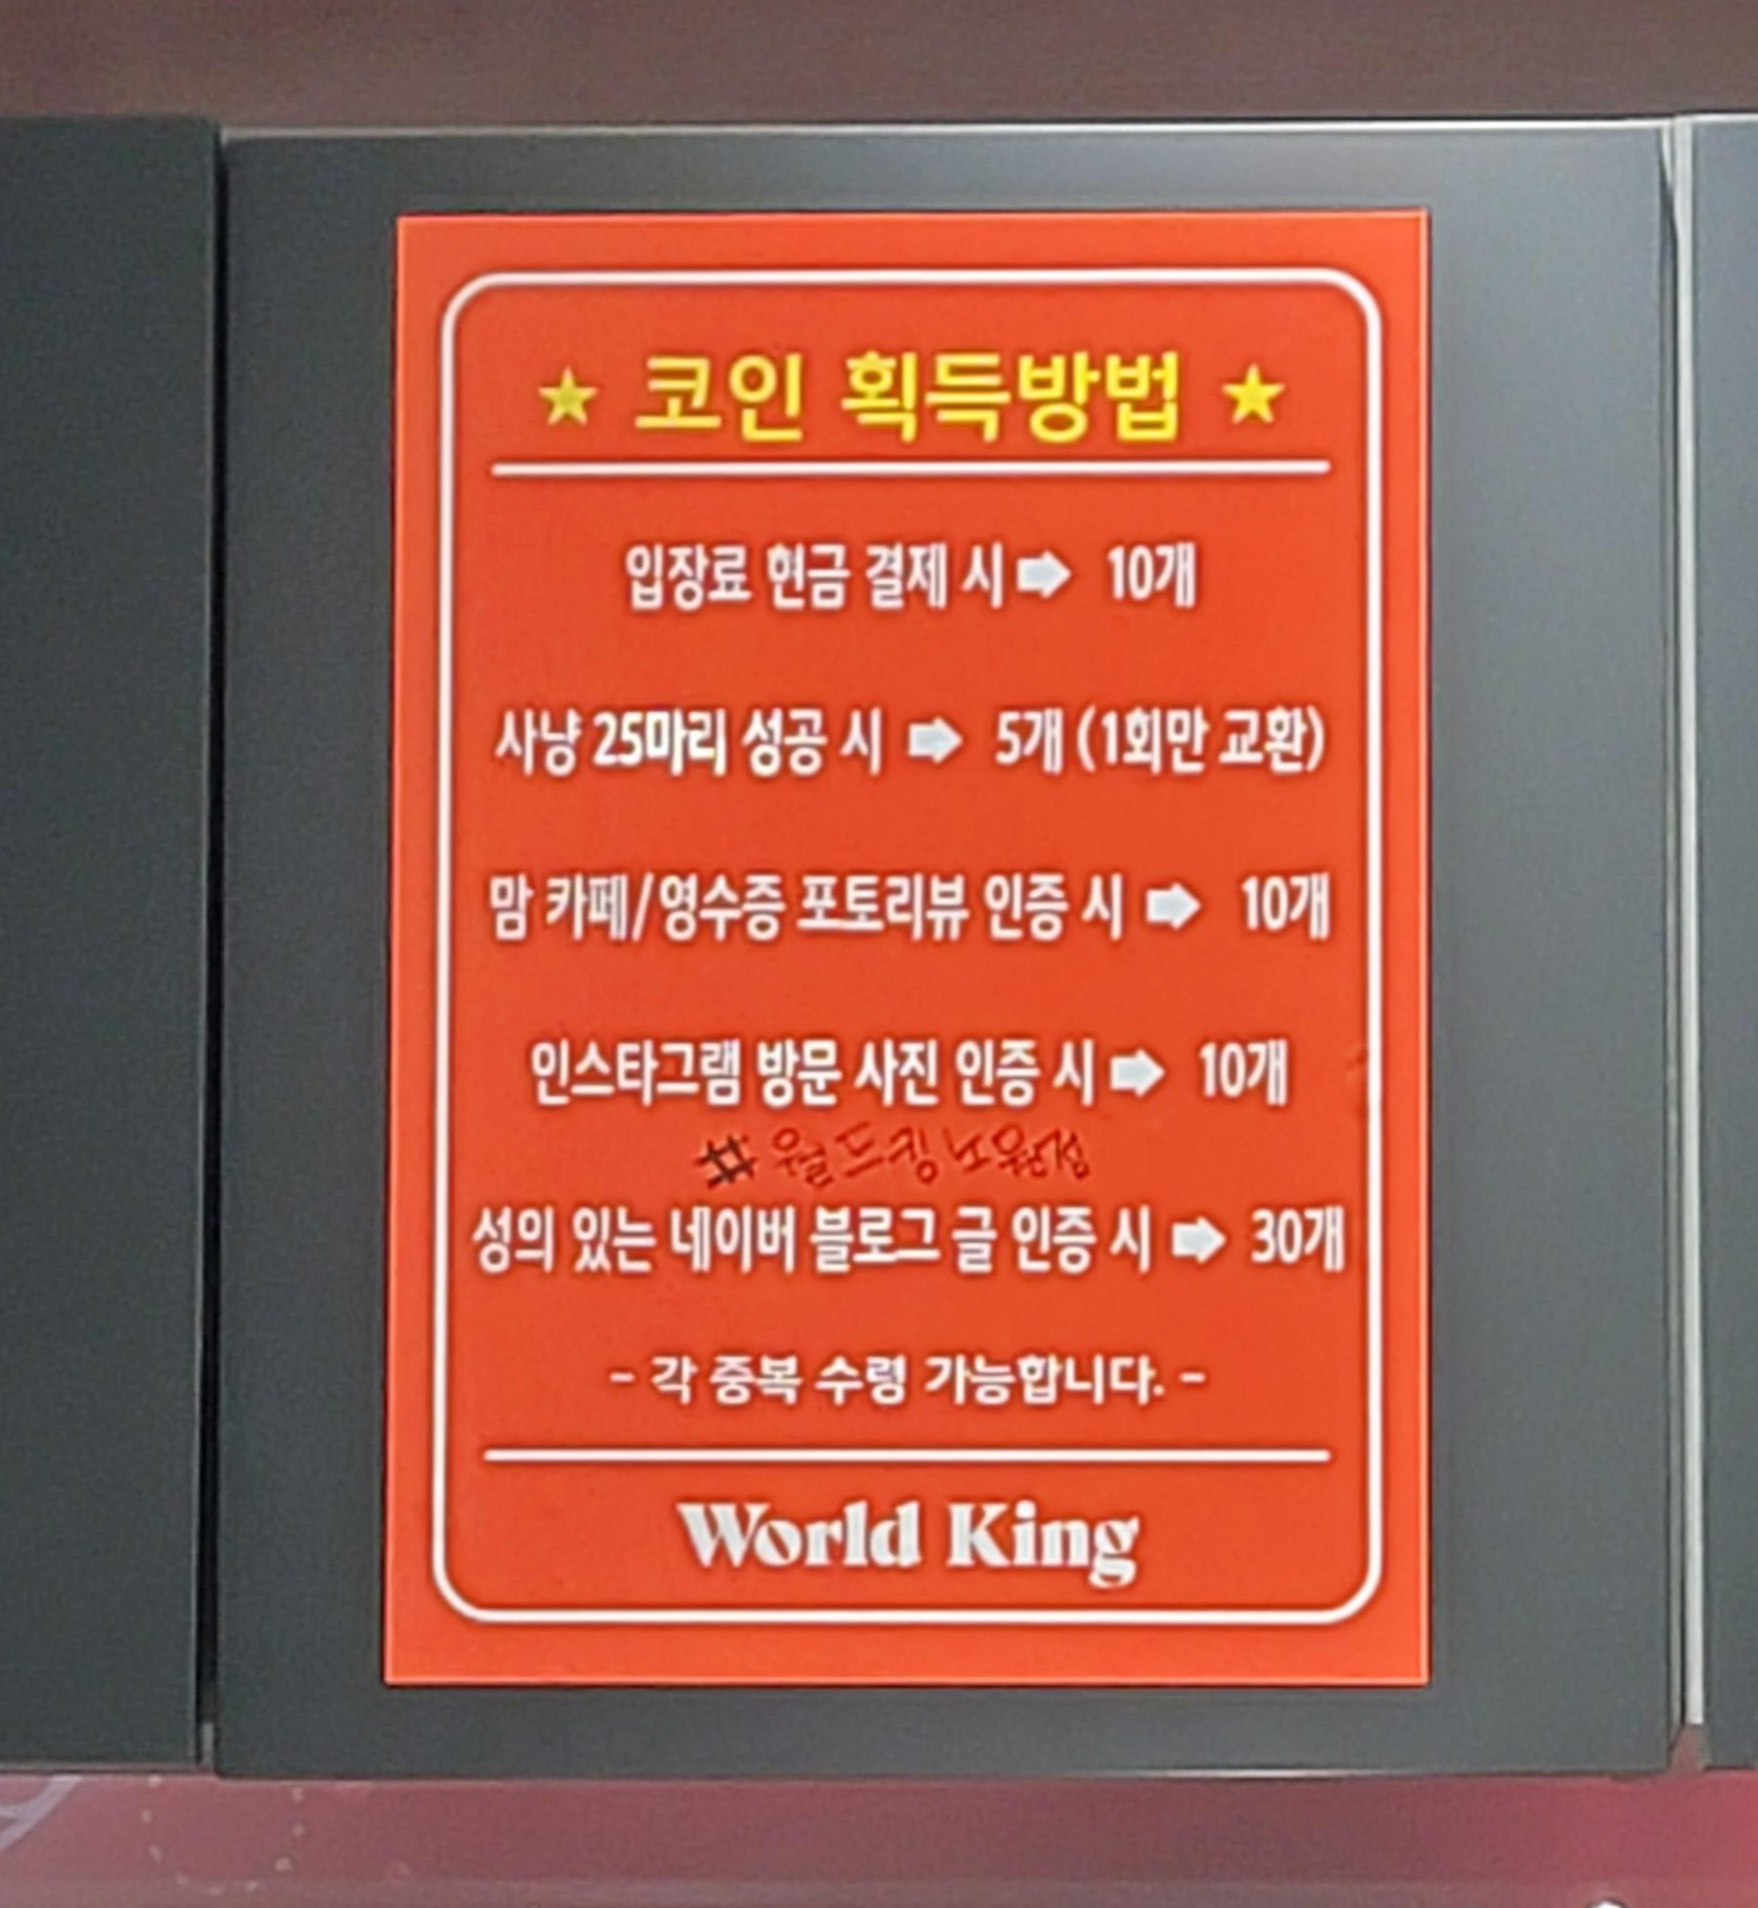 ★ 코인 획득방법 ★
입장료 현금 결제 시 ➡ 10개
사냥 25마리 성공 시 ➡ 5개 (1회만 교환)
맘 카페/영수증 포토리뷰 인증 시 ➡ 10개
인스타그램 방문 사진 인증 시 ➡ 10개
# 월드킹노원점
성의 있는 네이버 블로그 글 인증 시 ➡ 30개
- 각 중복 수령 가능합니다. -
World King